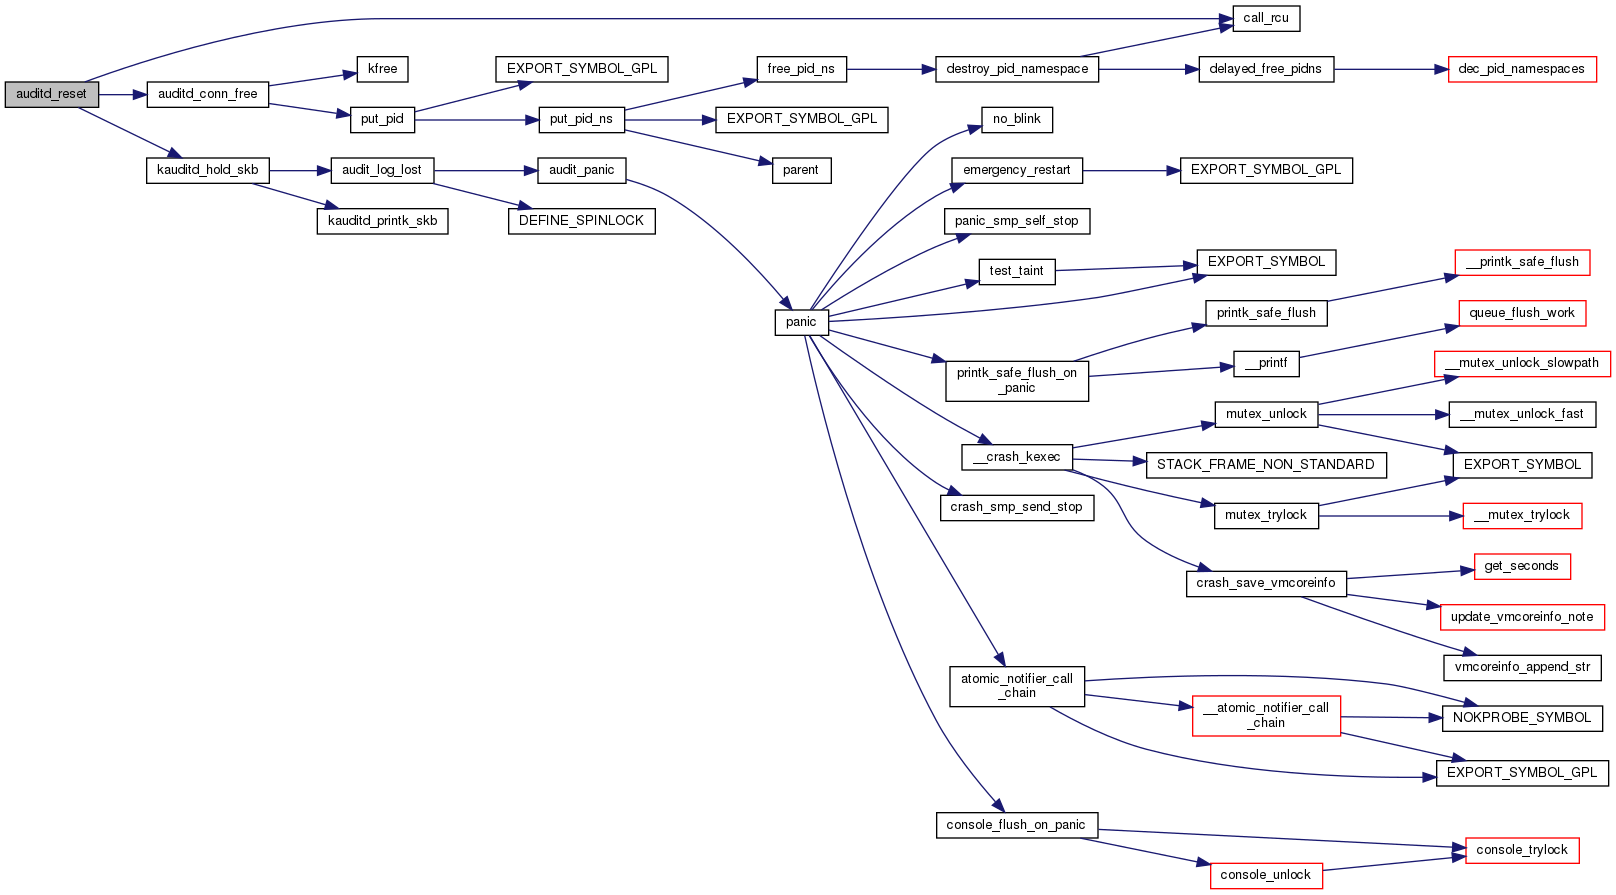 call_rcu
kfree
EXPORT_SYMBOL_GPL
free_pid_ns
destroy_pid_namespace
delayed_free_pidns
dec_pid_namespaces
auditd_reset
auditd_conn_free
put_pid
put_pid_ns
EXPORT_SYMBOL_GPL
no_blink
kauditd_hold_skb
audit_log_lost
audit_panic
parent
emergency_restart
EXPORT_SYMBOL_GPL
kauditd_printk_skb
DEFINE_SPINLOCK
panic_smp_self_stop
test_taint
EXPORT_SYMBOL
__printk_safe_flush
panic
printk_safe_flush
queue_flush_work
printk_safe_flush_on
_panic
__printf
__mutex_unlock_slowpath
mutex_unlock
__mutex_unlock_fast
__crash_kexec
STACK_FRAME_NON_STANDARD
EXPORT_SYMBOL
crash_smp_send_stop
mutex_trylock
__mutex_trylock
crash_save_vmcoreinfo
get_seconds
update_vmcoreinfo_note
vmcoreinfo_append_str
atomic_notifier_call
_chain
__atomic_notifier_call
_chain
NOKPROBE_SYMBOL
EXPORT_SYMBOL_GPL
console_flush_on_panic
console_trylock
console_unlock